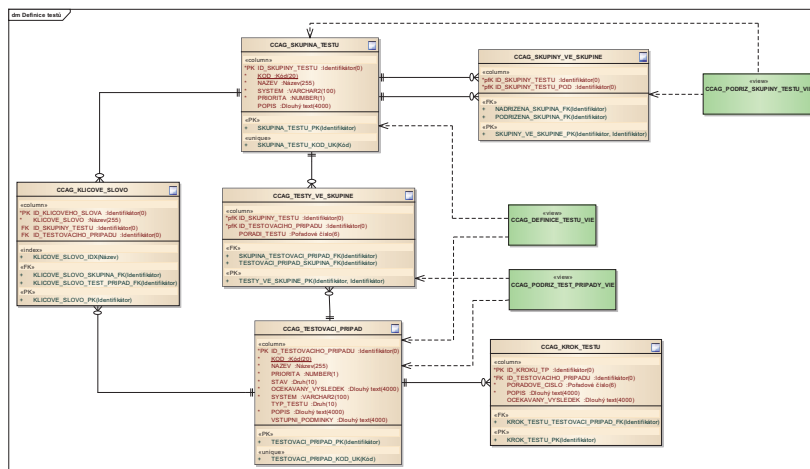 dm Definice testů
CCAG_SKUPINA_TESTU
«column»
*PK ID_SKUPINY_TESTU :Identifikátor(0)
* KOD :Kód(20)
* NAZEV :Název(255)
* SYSTEM :VARCHAR2(100)
* PRIORITA :NUMBER(1)
POPIS :Dlouhý text(4000)
«PK»
+ SKUPINA_TESTU_PK(Identifikátor)
«unique»
+ SKUPINA_TESTU_KOD_UK(Kód)
CCAG_SKUPINY_VE_SKUPINE
«column»
*pfK ID_SKUPINY_TESTU :Identifikátor(0)
*pfK ID_SKUPINY_TESTU_POD :Identifikátor(0)
«FK»
+ NADRIZENA_SKUPINA_FK(Identifikátor)
+ PODRIZENA_SKUPINA_FK(Identifikátor)
«PK»
+ SKUPINY_VE_SKUPINE_PK(Identifikátor, Identifikátor)
«view»
CCAG_PODRIZ_SKUPINY_TESTU_VIE
CCAG_KLICOVE_SLOVO
«column»
*PK ID_KLICOVEHO_SLOVA :Identifikátor(0)
* KLICOVE_SLOVO :Název(255)
FK ID_SKUPINY_TESTU :Identifikátor(0)
FK ID_TESTOVACIHO_PRIPADU :Identifikátor(0)
«index»
+ KLICOVE_SLOVO_IDX(Název)
«FK»
+ KLICOVE_SLOVO_SKUPINA_FK(Identifikátor)
+ KLICOVE_SLOVO_TEST_PRIPAD_FK(Identifikátor)
«PK»
+ KLICOVE_SLOVO_PK(Identifikátor)
CCAG_TESTY_VE_SKUPINE
«column»
*pfK ID_SKUPINY_TESTU :Identifikátor(0)
*pfK ID_TESTOVACIHO_PRIPADU :Identifikátor(0)
PORADI_TESTU :Pořadové číslo(6)
«FK»
+ SKUPINA_TESTOVACI_PRIPAD_FK(Identifikátor)
+ TESTOVACI_PRIPAD_SKUPINA_FK(Identifikátor)
«PK»
+ TESTY_VE_SKUPINE_PK(Identifikátor, Identifikátor)
«view»
CCAG_DEFINICE_TESTU_VIE
«view»
CCAG_PODRIZ_TEST_PRIPADY_VIE
CCAG_TESTOVACI_PRIPAD
«column»
*PK ID_TESTOVACIHO_PRIPADU :Identifikátor(0)
* KOD :Kód(20)
* NAZEV :Název(255)
* PRIORITA :NUMBER(1)
* STAV :Druh(10)
* OCEKAVANY_VYSLEDEK :Dlouhý text(4000)
* SYSTEM :VARCHAR2(100)
TYP_TESTU :Druh(10)
* POPIS :Dlouhý text(4000)
VSTUPNI_PODMINKY :Dlouhý text(4000)
«PK»
+ TESTOVACI_PRIPAD_PK(Identifikátor)
«unique»
+ TESTOVACI_PRIPAD_KOD_UK(Kód)
CCAG_KROK_TESTU
«column»
*PK ID_KROKU_TP :Identifikátor(0)
*FK ID_TESTOVACIHO_PRIPADU :Identifikátor(0)
* PORADOVE_CISLO :Pořadové číslo(6)
* POPIS :Dlouhý text(4000)
OCEKAVANY_VYSLEDEK :Dlouhý text(4000)
«FK»
+ KROK_TESTU_TESTOVACI_PRIPAD_FK(Identifikátor)
«PK»
+ KROK_TESTU_PK(Identifikátor)